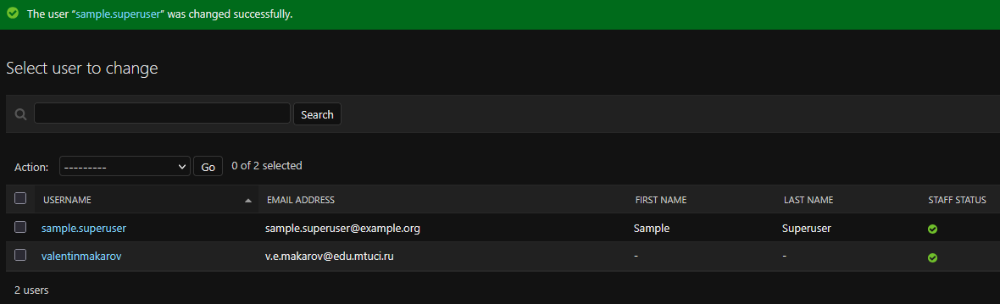 The user “sample.superuser” was changed successfully.
Select user to change
Search
Action: --------- Go 0 of 2 selected
USERNAME EMAIL ADDRESS FIRST NAME LAST NAME STAFF STATUS
sample.superuser sample.superuser@example.org Sample Superuser
valentinmakarov v.e.makarov@edu.mtuci.ru - -
2 users